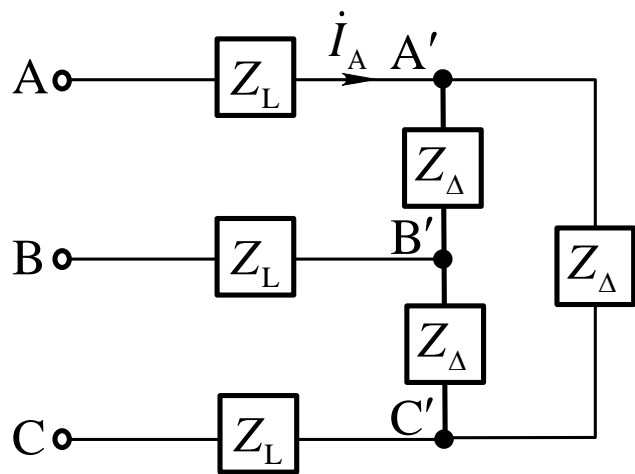 A Z_L İ_A A′
Z_Δ
B Z_L B′ Z_Δ
Z_Δ
C Z_L C′